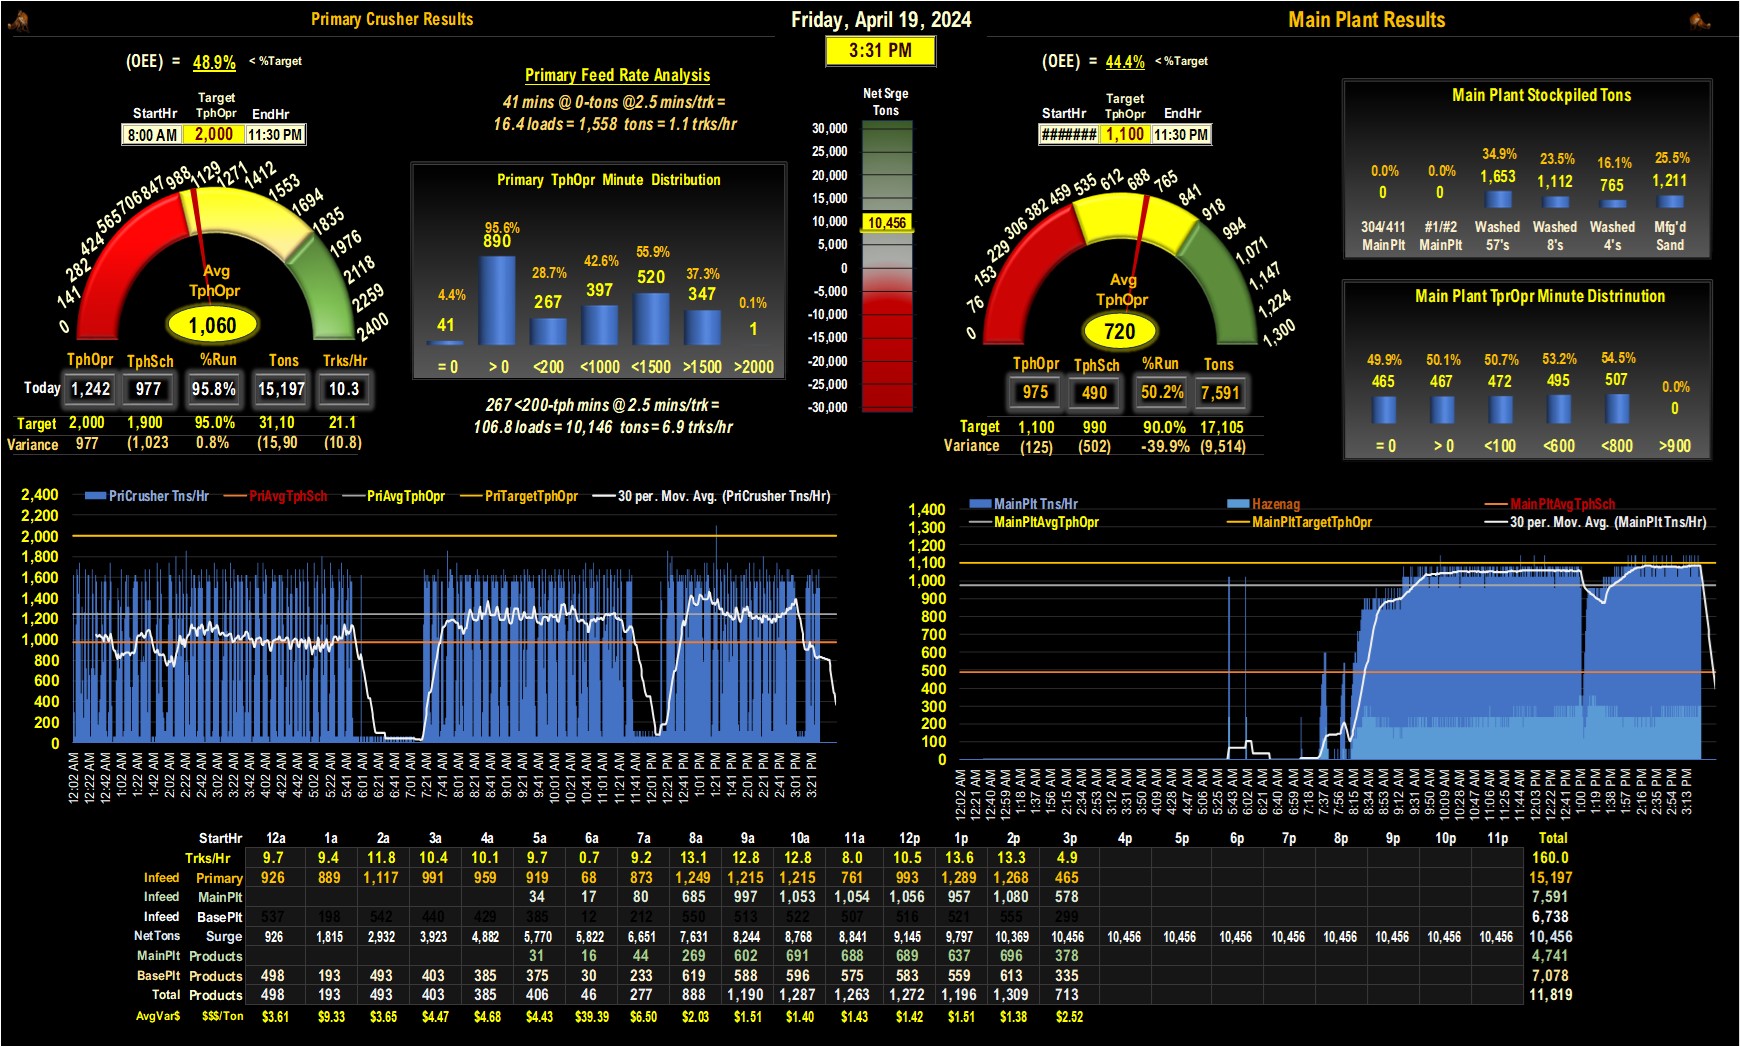 Primary Crusher Results
Friday, April 19, 2024
Main Plant Results
3:31 PM
(OEE) = 48.9% < %Target
StartHr Target TphOpr EndHr
8:00 AM 2,000 11:30 PM
0 141 282 424 565 706 847 988 1129 1271 1412 1553 1694 1835 1976 2118 2259 2400
Avg
TphOpr
1,060
TphOpr TphSch %Run Tons Trks/Hr
Today 1,242 977 95.8% 15,197 10.3
Target 2,000 1,900 95.0% 31,10 21.1
Variance 977 (1,023 0.8% (15,90 (10.8)
Primary Feed Rate Analysis
41 mins @ 0-tons @2.5 mins/trk =
16.4 loads = 1,558 tons = 1.1 trks/hr
Primary TphOpr Minute Distribution
4.4% 95.6% 28.7% 42.6% 55.9% 37.3% 0.1%
41 890 267 397 520 347 1
= 0 > 0 <200 <1000 <1500 >1500 >2000
267 <200-tph mins @ 2.5 mins/trk =
106.8 loads = 10,146 tons = 6.9 trks/hr
Net Srge
Tons
30,000
25,000
20,000
15,000
10,000
10,456
5,000
0
-5,000
-10,000
-15,000
-20,000
-25,000
-30,000
(OEE) = 44.4% < %Target
StartHr Target TphOpr EndHr
####### 1,100 11:30 PM
0 76 153 229 306 382 459 535 612 688 765 841 918 994 1,071 1,147 1,224 1,300
Avg
TphOpr
720
TphOpr TphSch %Run Tons
975 490 50.2% 7,591
Target 1,100 990 90.0% 17,105
Variance (125) (502) -39.9% (9,514)
Main Plant Stockpiled Tons
0.0% 0.0% 34.9% 23.5% 16.1% 25.5%
0 0 1,653 1,112 765 1,211
304/411 #1/#2 Washed Washed Washed Mfg'd
MainPlt MainPlt 57's 8's 4's Sand
Main Plant TprOpr Minute Distrinution
49.9% 50.1% 50.7% 53.2% 54.5% 0.0%
465 467 472 495 507 0
= 0 > 0 <100 <600 <800 >900
PriCrusher Tns/Hr PriAvgTphSch PriAvgTphOpr PriTargetTphOpr 30 per. Mov. Avg. (PriCrusher Tns/Hr)
2,400
2,200
2,000
1,800
1,600
1,400
1,200
1,000
800
600
400
200
0
12:02 AM 12:22 AM 12:42 AM 1:02 AM 1:22 AM 1:42 AM 2:02 AM 2:22 AM 2:42 AM 3:02 AM 3:22 AM 3:42 AM 4:02 AM 4:22 AM 4:42 AM 5:02 AM 5:21 AM 5:41 AM 6:01 AM 6:21 AM 6:41 AM 7:01 AM 7:21 AM 7:41 AM 8:01 AM 8:21 AM 8:41 AM 9:01 AM 9:21 AM 9:41 AM 10:01 AM 10:21 AM 10:41 AM 11:01 AM 11:21 AM 11:41 AM 12:01 PM 12:21 PM 12:41 PM 1:01 PM 1:21 PM 1:41 PM 2:01 PM 2:21 PM 2:41 PM 3:01 PM 3:21 PM
MainPlt Tns/Hr Hazenag MainPltAvgTphSch
MainPltAvgTphOpr MainPltTargetTphOpr 30 per. Mov. Avg. (MainPlt Tns/Hr)
1,400
1,300
1,200
1,100
1,000
900
800
700
600
500
400
300
200
100
0
12:02 AM 12:21 AM 12:40 AM 12:59 AM 1:18 AM 1:37 AM 1:56 AM 2:15 AM 2:34 AM 2:53 AM 3:12 AM 3:31 AM 3:50 AM 4:09 AM 4:28 AM 4:47 AM 5:06 AM 5:25 AM 5:43 AM 6:02 AM 6:21 AM 6:40 AM 6:59 AM 7:18 AM 7:37 AM 7:56 AM 8:15 AM 8:34 AM 8:53 AM 9:12 AM 9:31 AM 9:50 AM 10:09 AM 10:28 AM 10:47 AM 11:06 AM 11:25 AM 11:44 AM 12:03 PM 12:22 PM 12:41 PM 1:00 PM 1:19 PM 1:38 PM 1:57 PM 2:16 PM 2:35 PM 2:54 PM 3:13 PM
StartHr 12a 1a 2a 3a 4a 5a 6a 7a 8a 9a 10a 11a 12p 1p 2p 3p 4p 5p 6p 7p 8p 9p 10p 11p Total
Trks/Hr 9.7 9.4 11.8 10.4 10.1 9.7 0.7 9.2 13.1 12.8 12.8 8.0 10.5 13.6 13.3 4.9 160.0
Infeed Primary 926 889 1,117 991 959 919 68 873 1,249 1,215 1,215 761 993 1,289 1,268 465 15,197
Infeed MainPlt 34 17 80 685 997 1,053 1,054 1,056 957 1,080 578 7,591
Infeed BasePlt 537 198 542 440 429 385 12 212 550 513 522 507 516 521 555 299 6,738
NetTons Surge 926 1,815 2,932 3,923 4,882 5,770 5,822 6,651 7,631 8,244 8,768 8,841 9,145 9,797 10,369 10,456 10,456 10,456 10,456 10,456 10,456 10,456 10,456 10,456 10,456
MainPlt Products 31 16 44 269 602 691 688 689 637 696 378 4,741
BasePlt Products 498 193 493 403 385 375 30 233 619 588 596 575 583 559 613 335 7,078
Total Products 498 193 493 403 385 406 46 277 888 1,190 1,287 1,263 1,272 1,196 1,309 713 11,819
AvgVar$ $$$/Ton $3.61 $9.33 $3.65 $4.47 $4.68 $4.43 $39.39 $6.50 $2.03 $1.51 $1.40 $1.43 $1.42 $1.51 $1.38 $2.52